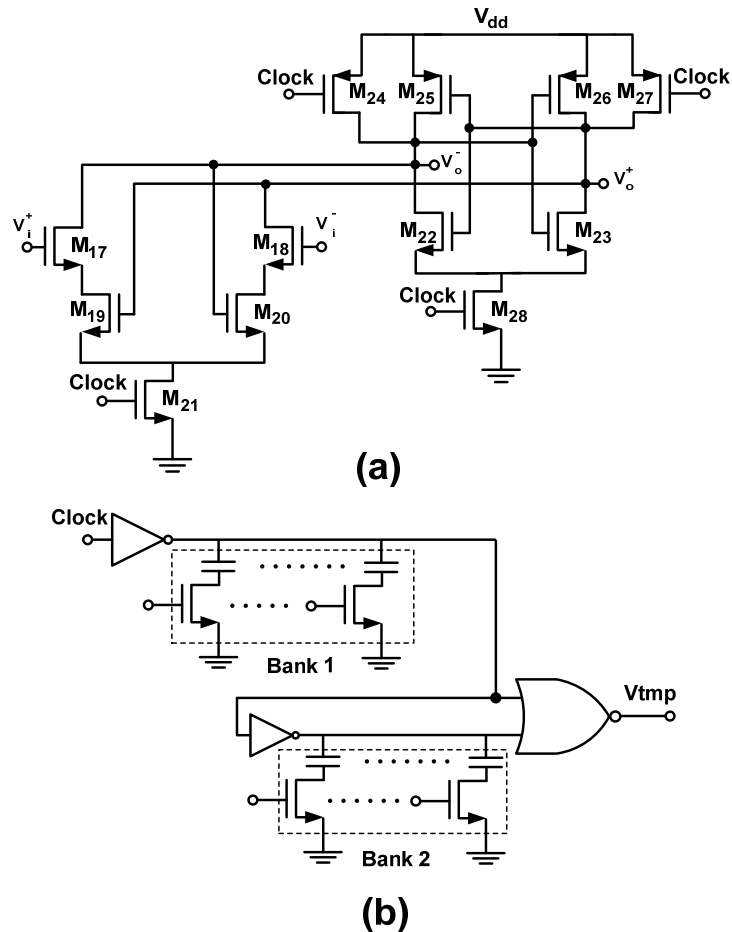 Vdd
Clock
M24
M25
M26
M27
Clock
Vo-
Vo+
Vi+
M17
M18
Vi-
M22
M23
M19
M20
Clock
M28
Clock
M21
(a)
Clock
Bank 1
Vtmp
Bank 2
(b)